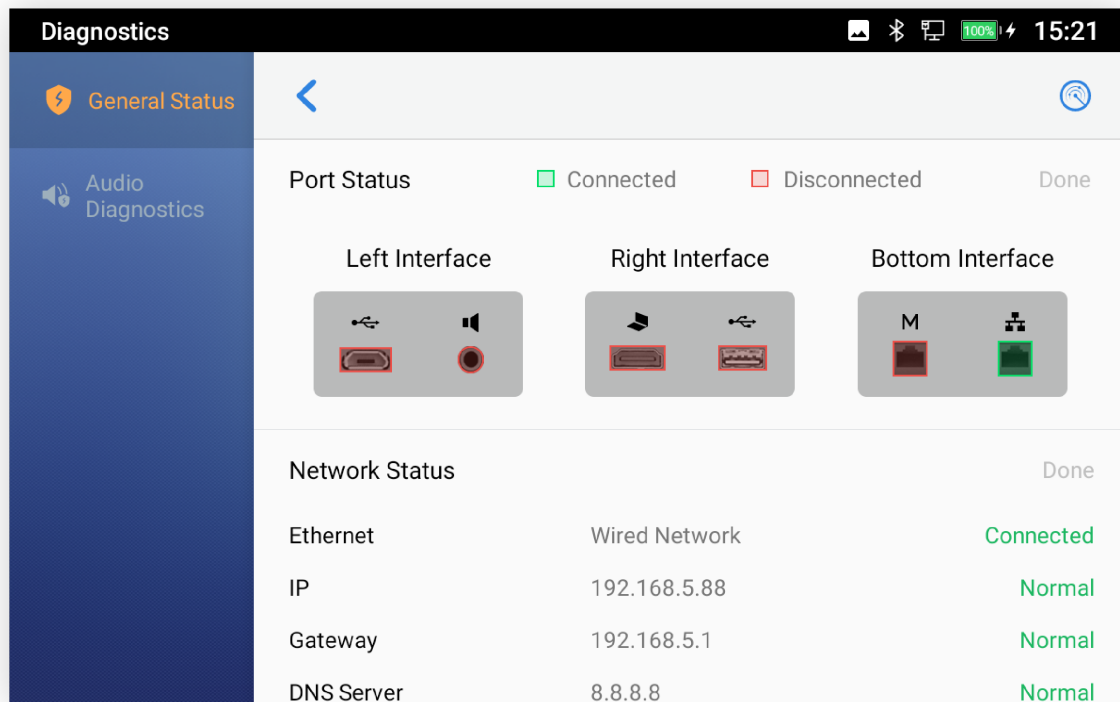 Diagnostics
100%
15:21
General Status
Audio
Diagnostics
Port Status
Connected
Disconnected
Done
Left Interface
Right Interface
Bottom Interface
M
Network Status
Done
Ethernet
Wired Network
Connected
IP
192.168.5.88
Normal
Gateway
192.168.5.1
Normal
DNS Server
8.8.8.8
Normal